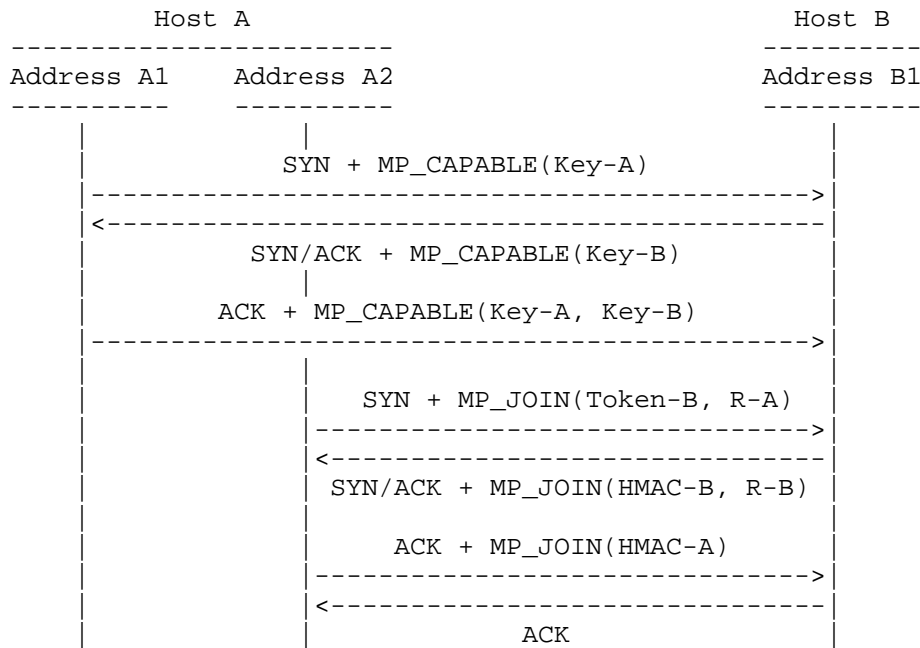 Host A Host B
Address A1 Address A2 Address B1
SYN + MP_CAPABLE(Key-A)
SYN/ACK + MP_CAPABLE(Key-B)
ACK + MP_CAPABLE(Key-A, Key-B)
SYN + MP_JOIN(Token-B, R-A)
SYN/ACK + MP_JOIN(HMAC-B, R-B)
ACK + MP_JOIN(HMAC-A)
ACK